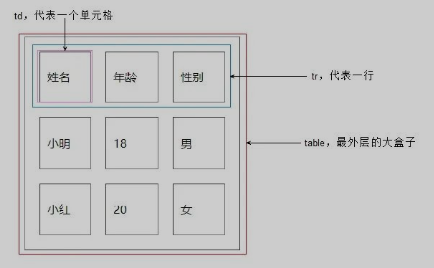 td，代表一个单元格
姓名 年龄 性别
tr，代表一行
小明 18 男
table，最外层的大盒子
小红 20 女